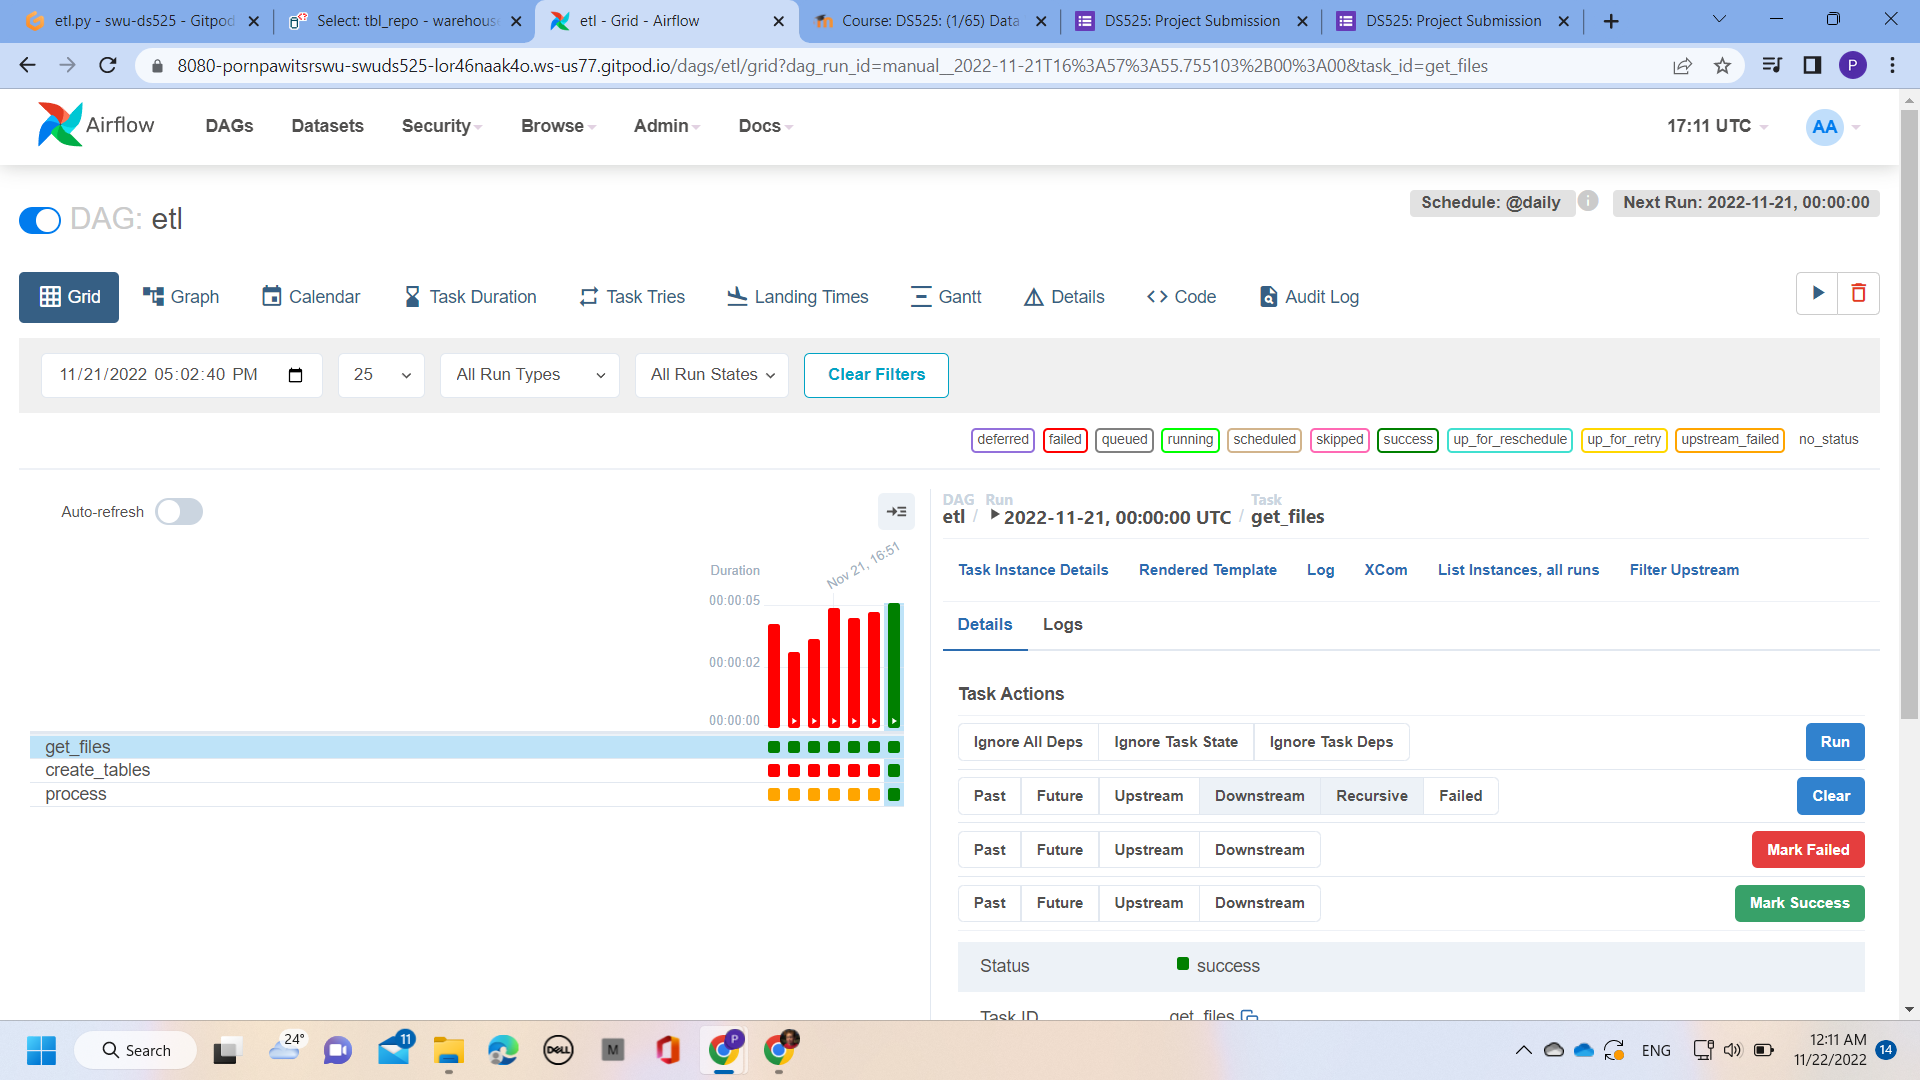 etl.py - swu-ds525 - Gitpod
Select: tbl_repo - warehouse
etl - Grid - Airflow
Course: DS525: (1/65) Data
DS525: Project Submission
DS525: Project Submission
8080-pornpawitsrswu-swuds525-lor46naak4o.ws-us77.gitpod.io/dags/etl/grid?dag_run_id=manual__2022-11-21T16%3A57%3A55.755103%2B00%3A00&task_id=get_files
P
Airflow
DAGs
Datasets
Security
Browse
Admin
Docs
17:11 UTC
AA
DAG: etl
Schedule: @daily
i
Next Run: 2022-11-21, 00:00:00
Grid
Graph
Calendar
Task Duration
Task Tries
Landing Times
Gantt
Details
Code
Audit Log
11/21/2022 05:02:40 PM
25
All Run Types
All Run States
Clear Filters
deferred
failed
queued
running
scheduled
skipped
success
up_for_reschedule
up_for_retry
upstream_failed
no_status
Auto-refresh
Duration
Nov 21, 16:51
00:00:05
00:00:02
00:00:00
get_files
create_tables
process
DAG
Run
Task
etl / 2022-11-21, 00:00:00 UTC / get_files
Task Instance Details
Rendered Template
Log
XCom
List Instances, all runs
Filter Upstream
Details
Logs
Task Actions
Ignore All Deps
Ignore Task State
Ignore Task Deps
Run
Past
Future
Upstream
Downstream
Recursive
Failed
Clear
Past
Future
Upstream
Downstream
Mark Failed
Past
Future
Upstream
Downstream
Mark Success
Status
success
Task ID
get_files
Search
24°
11
DELL
M
P
ENG
12:11 AM
11/22/2022
14